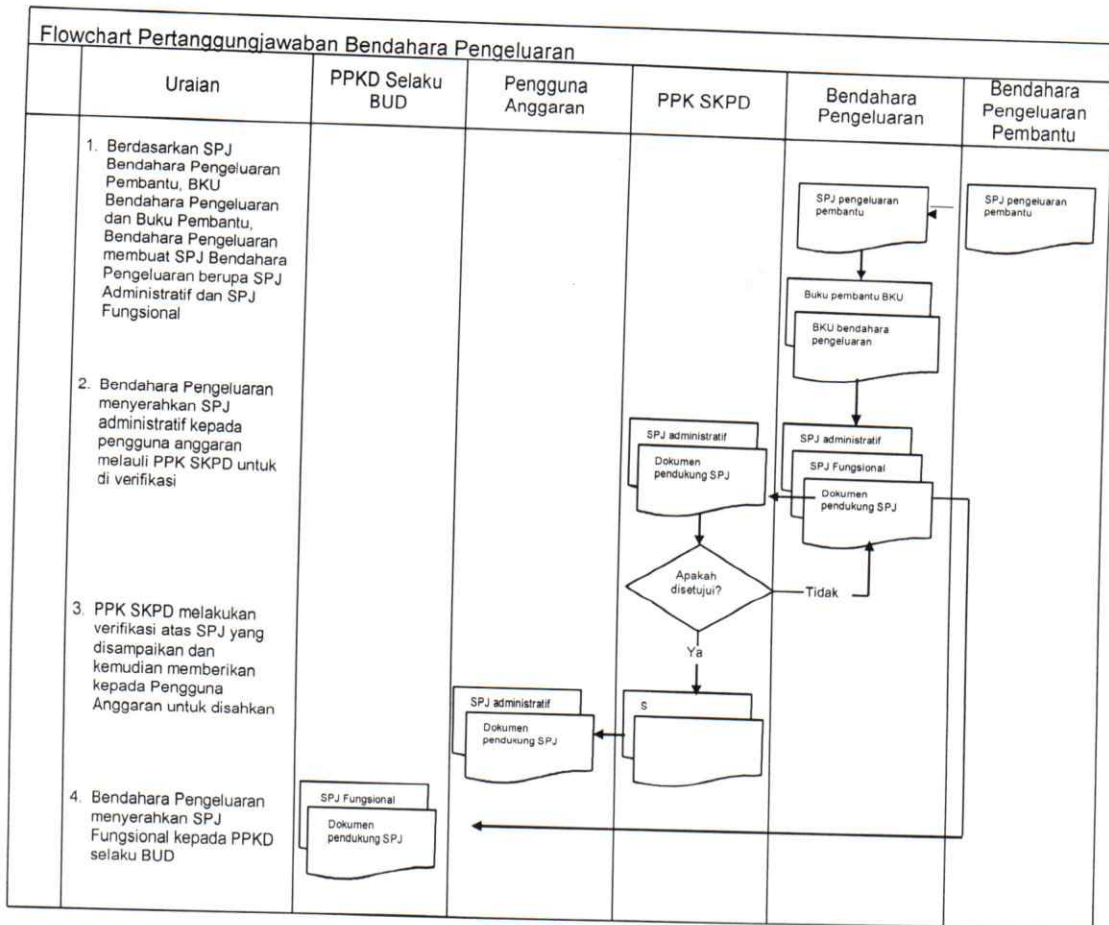 Flowchart Pertanggungjawaban Bendahara Pengeluaran
Uraian
PPKD Selaku
BUD
Pengguna
Anggaran
PPK SKPD
Bendahara
Pengeluaran
Bendahara
Pengeluaran
Pembantu
1. Berdasarkan SPJ
Bendahara Pengeluaran
Pembantu, BKU
Bendahara Pengeluaran
dan Buku Pembantu,
Bendahara Pengeluaran
membuat SPJ Bendahara
Pengeluaran berupa SPJ
Administratif dan SPJ
Fungsional
SPJ pengeluaran
pembantu
SPJ pengeluaran
pembantu
Buku pembantu BKU
BKU bendahara
pengeluaran
2. Bendahara Pengeluaran
menyerahkan SPJ
administratif kepada
pengguna anggaran
melauli PPK SKPD untuk
di verifikasi
SPJ administratif
Dokumen
pendukung SPJ
SPJ administratif
SPJ Fungsional
Dokumen
pendukung SPJ
Apakah
disetujui?
Tidak
Ya
3. PPK SKPD melakukan
verifikasi atas SPJ yang
disampaikan dan
kemudian memberikan
kepada Pengguna
Anggaran untuk disahkan
SPJ administratif
Dokumen
pendukung SPJ
S
4. Bendahara Pengeluaran
menyerahkan SPJ
Fungsional kepada PPKD
selaku BUD
SPJ Fungsional
Dokumen
pendukung SPJ